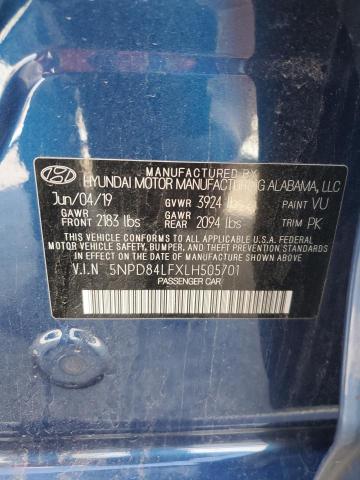 MANUFACTURED BY
HYUNDAI MOTOR MANUFACTURING ALABAMA, LLC
Jun/04/19 GVWR 3924 lbs PAINT VU
GAWR FRONT 2183 lbs GAWR REAR 2094 lbs TRIM PK
THIS VEHICLE CONFORMS TO ALL APPLICABLE U.S. FEDERAL
MOTOR VEHICLE SAFETY, BUMPER, AND THEFT PREVENTION
STANDARDS IN EFFECT ON THE DATE OF MANUFACTURE SHOWN ABOVE.
V.I.N 5NPD84LFXLH505701
PASSENGER CAR